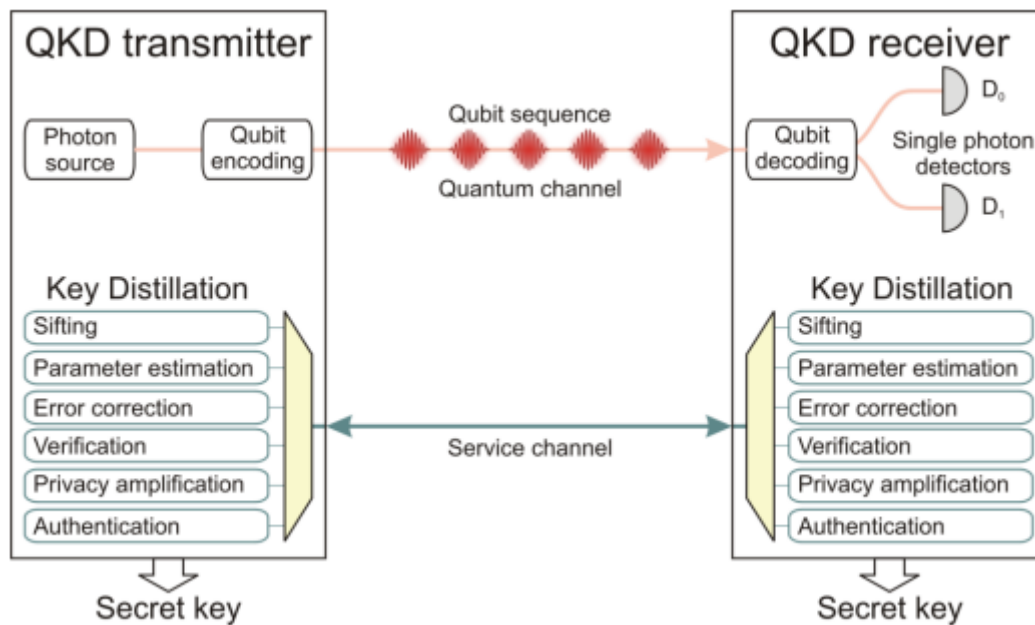 QKD transmitter
Photon
source
Qubit
encoding
Qubit sequence
Quantum channel
QKD receiver
Qubit
decoding
D₀
Single photon
detectors
D₁
Key Distillation
Sifting
Parameter estimation
Error correction
Verification
Privacy amplification
Authentication
Service channel
Key Distillation
Sifting
Parameter estimation
Error correction
Verification
Privacy amplification
Authentication
Secret key
Secret key